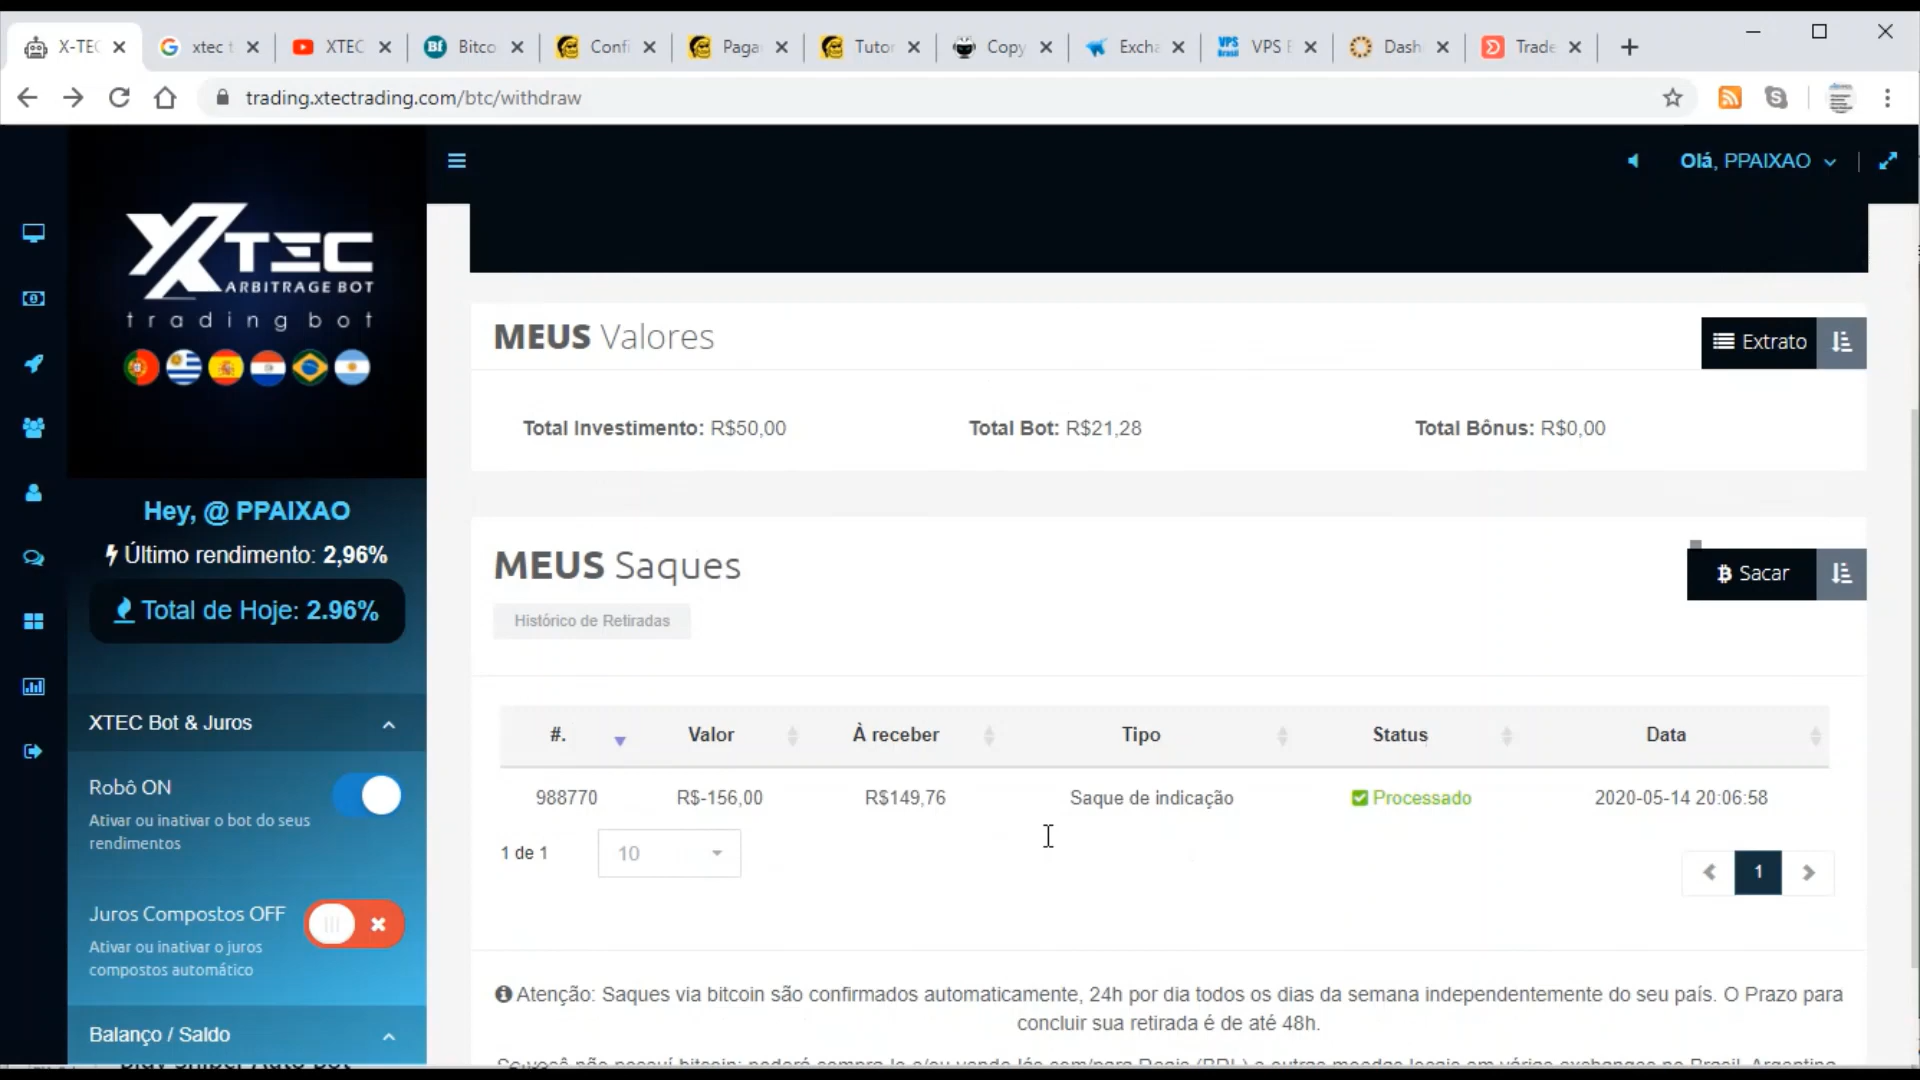 X-TEC
xtec t
XTEC
Bf Bitco
Confi
Paga
Tutor
Copy
Excha
VPS Brasil VPS E
Dash
Trade
trading.xtectrading.com/btc/withdraw
Olá, PPAIXAO
XTEC
ARBITRAGE BOT
trading bot
MEUS Valores
Extrato
Total Investimento: R$50,00
Total Bot: R$21,28
Total Bônus: R$0,00
Hey, @ PPAIXAO
Último rendimento: 2,96%
Total de Hoje: 2.96%
MEUS Saques
Sacar
Histórico de Retiradas
XTEC Bot & Juros
Robô ON
Ativar ou inativar o bot do seus
rendimentos
Juros Compostos OFF
Ativar ou inativar o juros
compostos automático
Balanço / Saldo
#. Valor À receber Tipo Status Data
988770 R$-156,00 R$149,76 Saque de indicação Processado 2020-05-14 20:06:58
1 de 1
10
1
Atenção: Saques via bitcoin são confirmados automaticamente, 24h por dia todos os dias da semana independentemente do seu país. O Prazo para
concluir sua retirada é de até 48h.